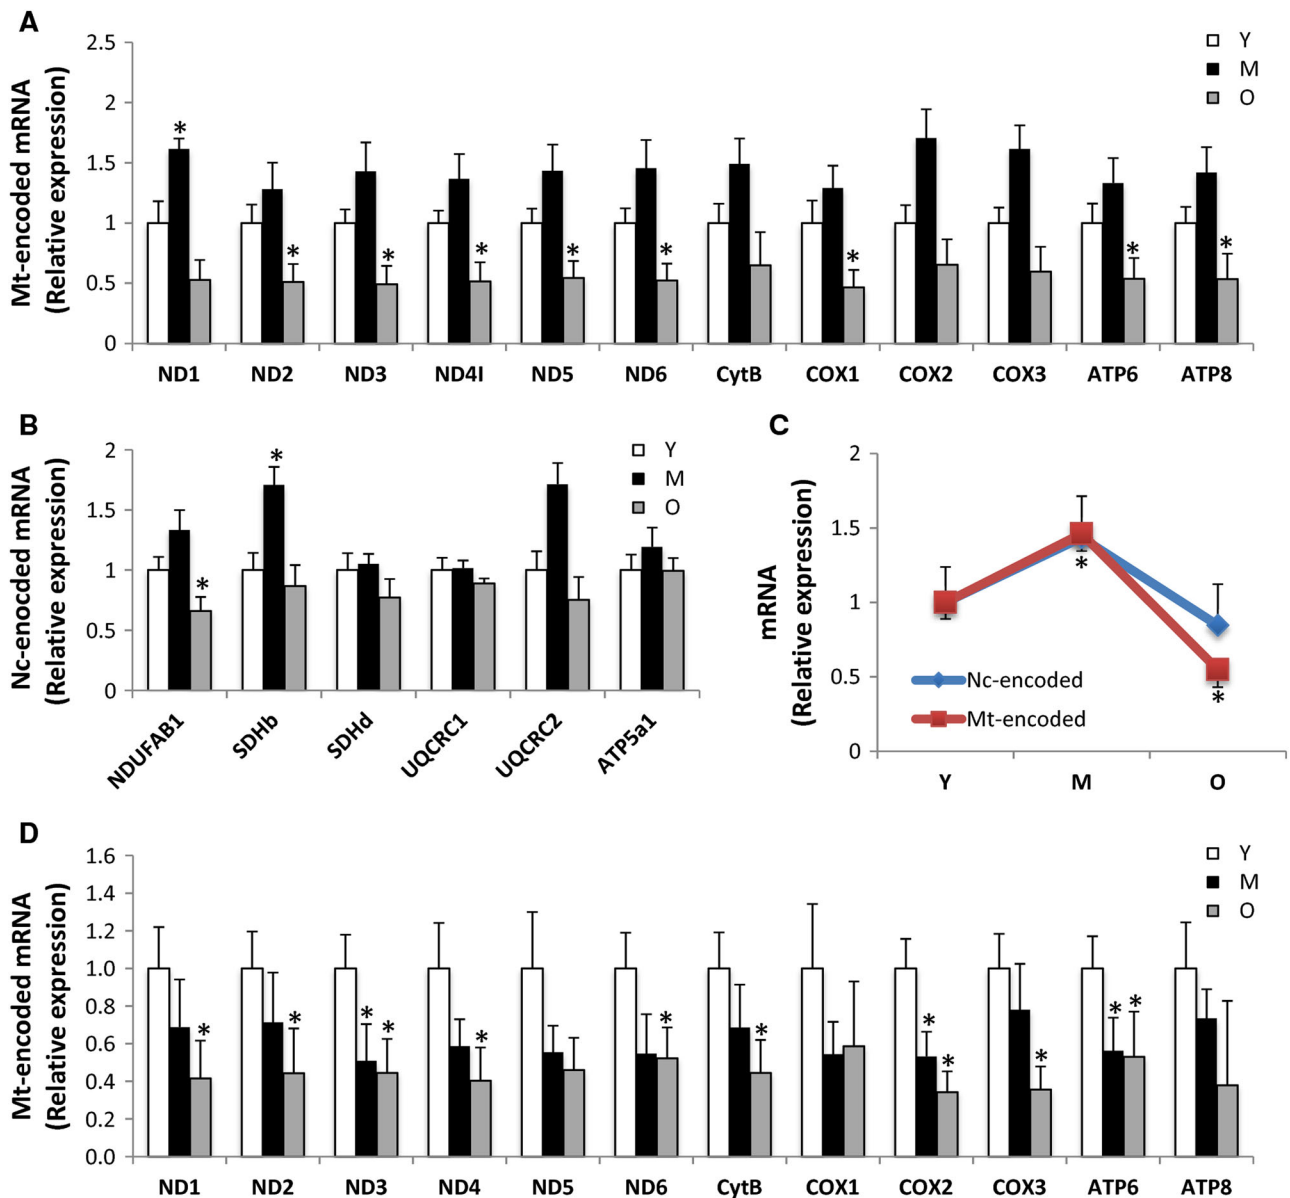 A
Mt-encoded mRNA
(Relative expression)
2.5
2
1.5
1
0.5
0
Y
M
O
* * * * * * * * *
ND1 ND2 ND3 ND4l ND5 ND6 CytB COX1 COX2 COX3 ATP6 ATP8
B
Nc-enocded mRNA
(Relative expression)
2
1.5
1
0.5
0
Y
M
O
* *
NDUFAB1 SDHb SDHd UQCRC1 UQCRC2 ATP5a1
C
mRNA
(Relative expression)
2
1.5
1
0.5
0
*
*
Nc-encoded
Mt-encoded
Y M O
D
Mt-encoded mRNA
(Relative expression)
1.6
1.4
1.2
1.0
0.8
0.6
0.4
0.2
0.0
Y
M
O
* * * * * * * * * * * *
ND1 ND2 ND3 ND4 ND5 ND6 CytB COX1 COX2 COX3 ATP6 ATP8